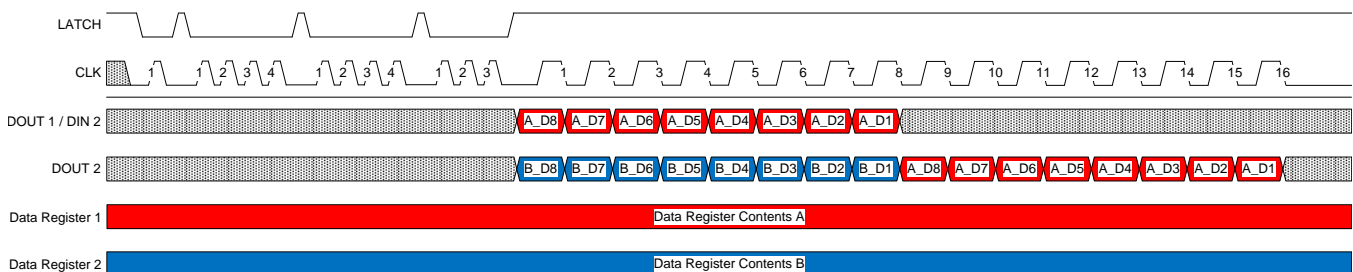 LATCH
CLK 1 1 2 3 4 1 2 3 4 1 2 3 1 2 3 4 5 6 7 8 9 10 11 12 13 14 15 16
DOUT 1 / DIN 2 A_D8 A_D7 A_D6 A_D5 A_D4 A_D3 A_D2 A_D1
DOUT 2 B_D8 B_D7 B_D6 B_D5 B_D4 B_D3 B_D2 B_D1 A_D8 A_D7 A_D6 A_D5 A_D4 A_D3 A_D2 A_D1
Data Register 1 Data Register Contents A
Data Register 2 Data Register Contents B